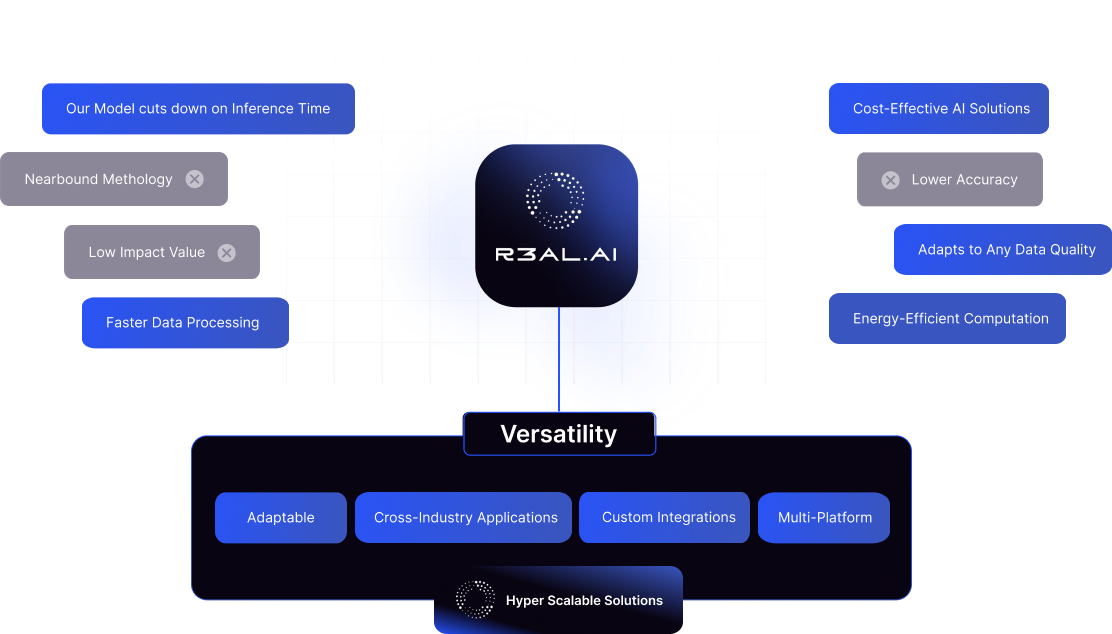 Our Model cuts down on Inference Time
Cost-Effective AI Solutions
Nearbound Methology
Lower Accuracy
Low Impact Value
Adapts to Any Data Quality
R3AL.AI
Faster Data Processing
Energy-Efficient Computation
Versatility
Adaptable
Cross-Industry Applications
Custom Integrations
Multi-Platform
Hyper Scalable Solutions